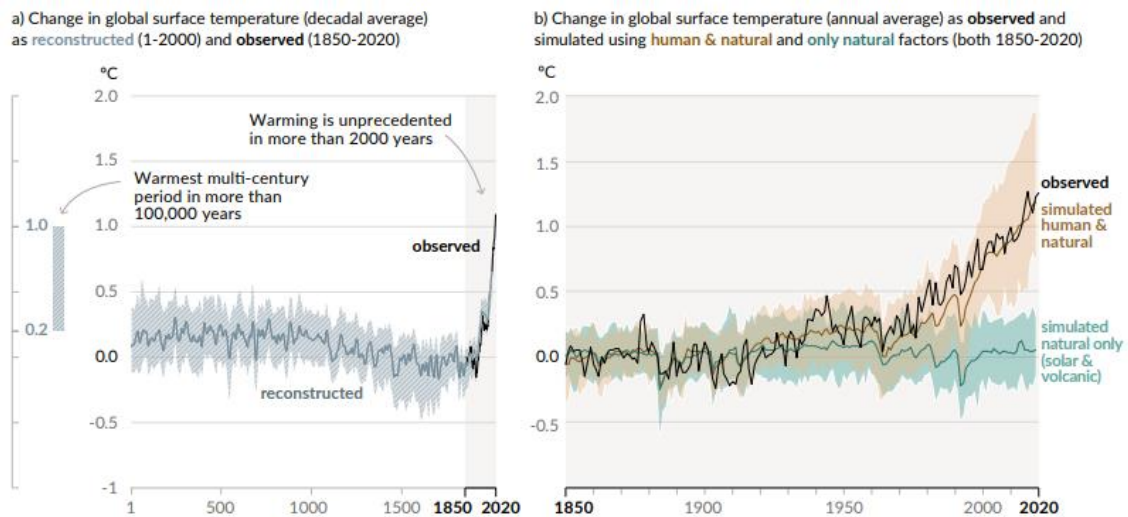 a) Change in global surface temperature (decadal average)
as reconstructed (1-2000) and observed (1850-2020)
°C
2.0
1.5
1.0
0.5
0.0
-0.5
-1
Warming is unprecedented
in more than 2000 years
Warmest multi-century
period in more than
100,000 years
1.0
0.2
observed
reconstructed
1
500
1000
1500
1850
2020
b) Change in global surface temperature (annual average) as observed and
simulated using human & natural and only natural factors (both 1850-2020)
°C
2.0
1.5
1.0
0.5
0.0
-0.5
observed
simulated
human &
natural
simulated
natural only
(solar &
volcanic)
1850
1900
1950
2000
2020